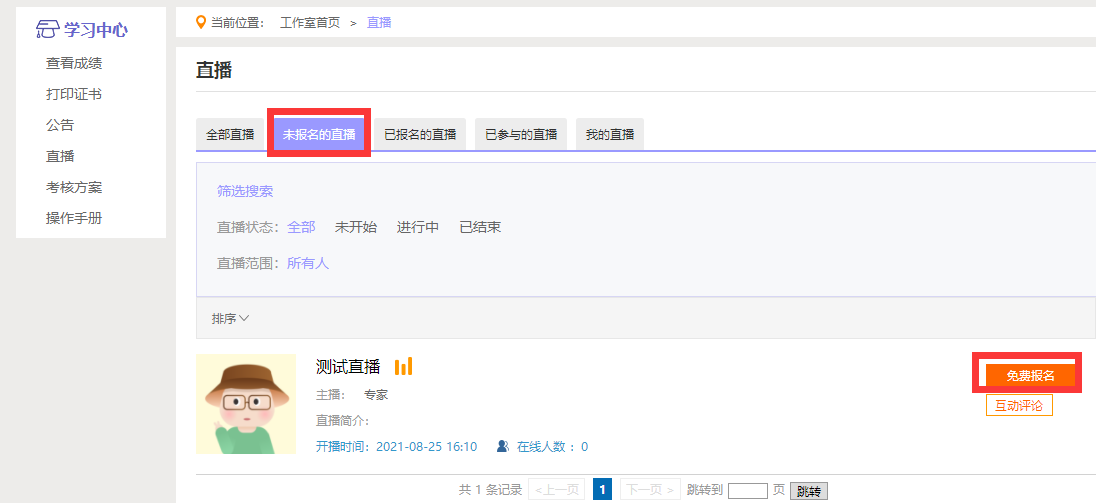 学习中心
查看成绩
打印证书
公告
直播
考核方案
操作手册
当前位置： 工作室首页 > 直播
直播
全部直播 未报名的直播 已报名的直播 已参与的直播 我的直播
筛选搜索
直播状态： 全部 未开始 进行中 已结束
直播范围： 所有人
排序
测试直播
主播： 专家
直播简介：
开播时间：2021-08-25 16:10 在线人数 ：0
免费报名
互动评论
共 1 条记录 <上一页 1 下一页 > 跳转到 页 跳转